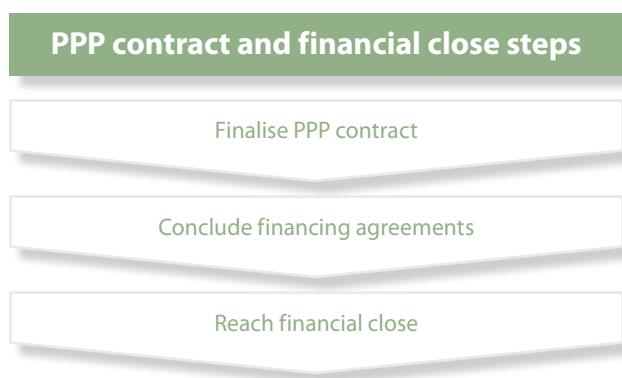 PPP contract and financial close steps
Finalise PPP contract
Conclude financing agreements
Reach financial close